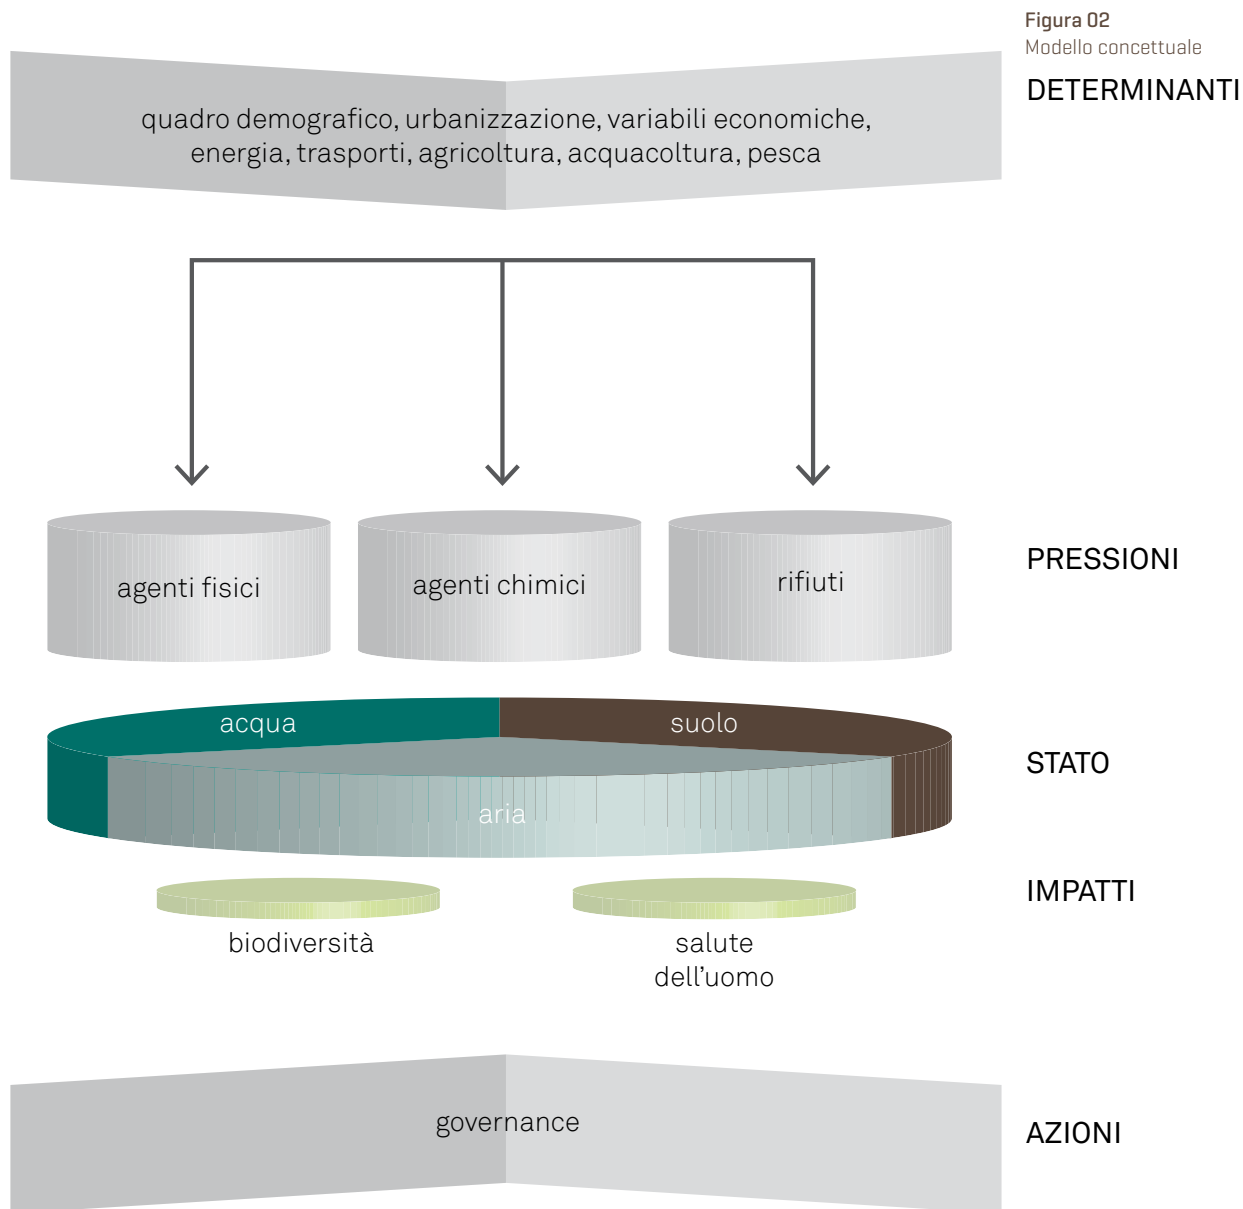 Figura 02
Modello concettuale
DETERMINANTI
quadro demografico, urbanizzazione, variabili economiche,
energia, trasporti, agricoltura, acquacoltura, pesca
agenti fisici
agenti chimici
rifiuti
PRESSIONI
acqua
suolo
aria
STATO
biodiversità
salute
dell’uomo
IMPATTI
governance
AZIONI